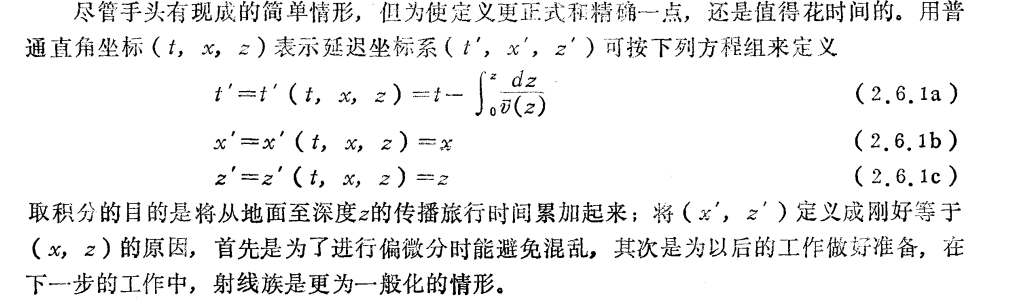 尽管手头有现成的简单情形，但为使定义更正式和精确一点，还是值得花时间的。用普
通直角坐标(t, x, z)表示延迟坐标系(t′, x′, z′)可按下列方程组来定义
t′=t′(t, x, z)=t−∫₀ᶻ dz/v̄(z) (2.6.1a)
x′=x′(t, x, z)=x (2.6.1b)
z′=z′(t, x, z)=z (2.6.1c)
取积分的目的是将从地面至深度z的传播旅行时间累加起来；将(x′, z′)定义成刚好等于
(x, z)的原因，首先是为了进行偏微分时能避免混乱，其次是为以后的工作做好准备，在
下一步的工作中，射线族是更为一般化的情形。